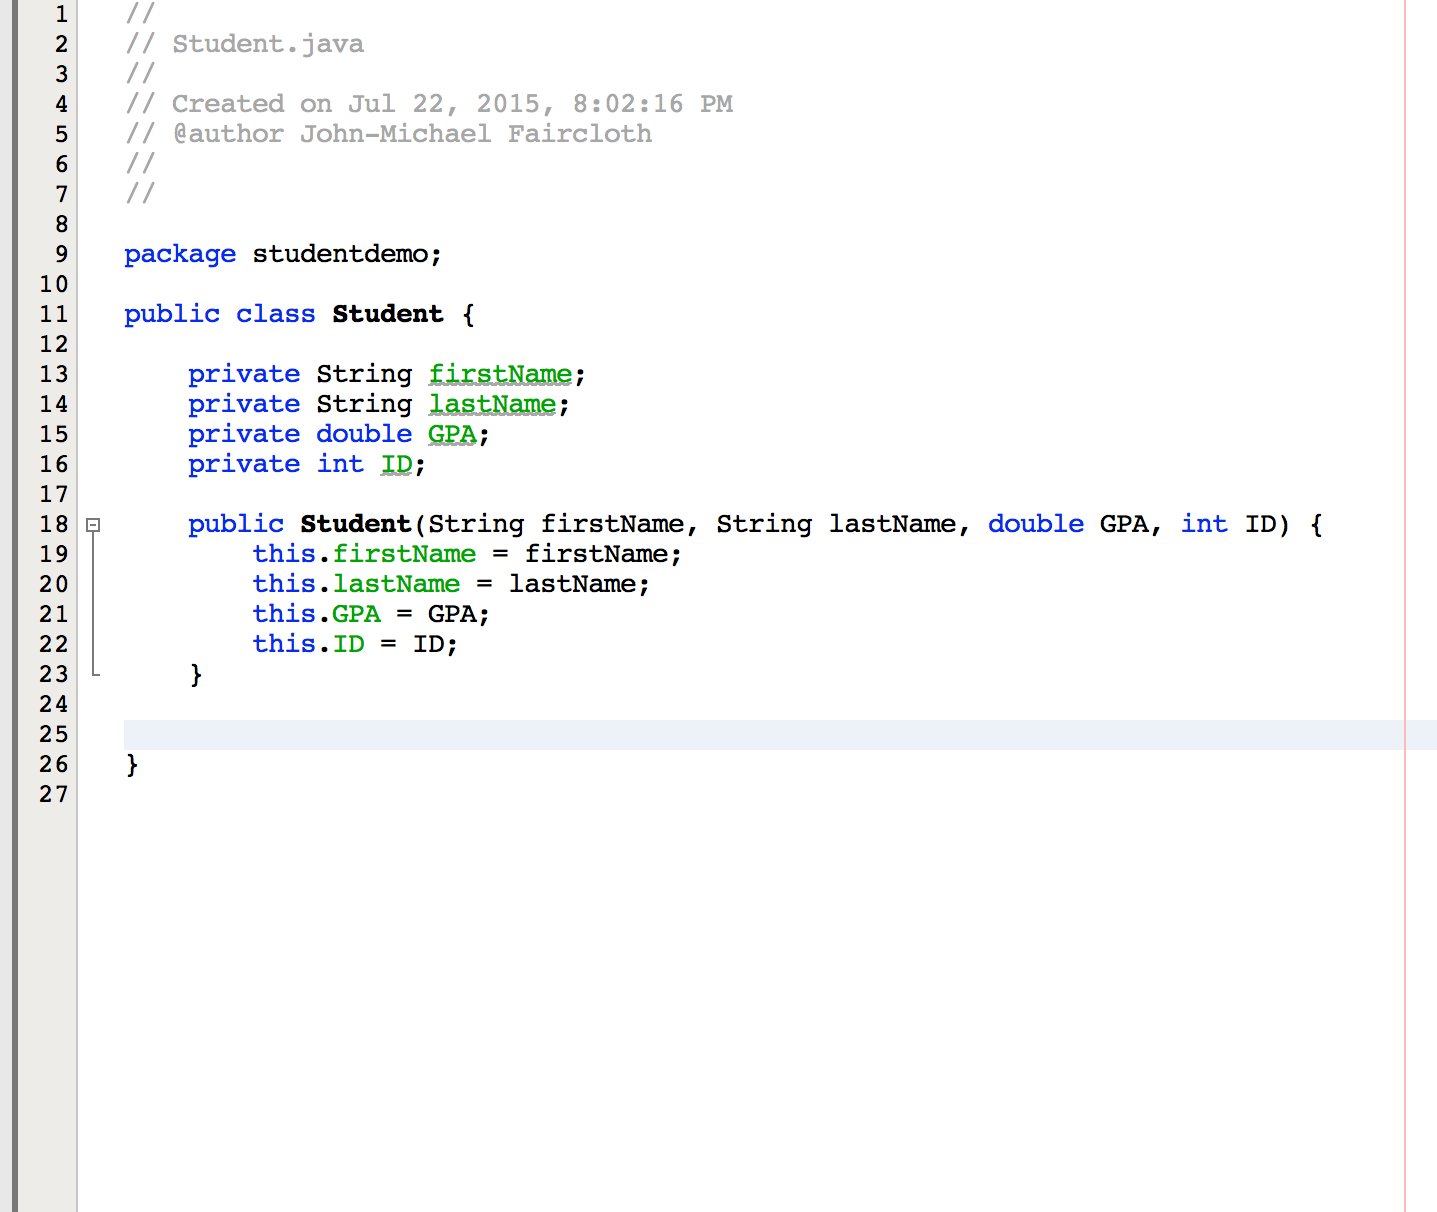 1 //
2 // Student.java
3 //
4 // Created on Jul 22, 2015, 8:02:16 PM
5 // @author John-Michael Faircloth
6 //
7 //
8
9 package studentdemo;
10
11 public class Student {
12
13 private String firstName;
14 private String lastName;
15 private double GPA;
16 private int ID;
17
18 public Student(String firstName, String lastName, double GPA, int ID) {
19 this.firstName = firstName;
20 this.lastName = lastName;
21 this.GPA = GPA;
22 this.ID = ID;
23 }
24
25
26 }
27